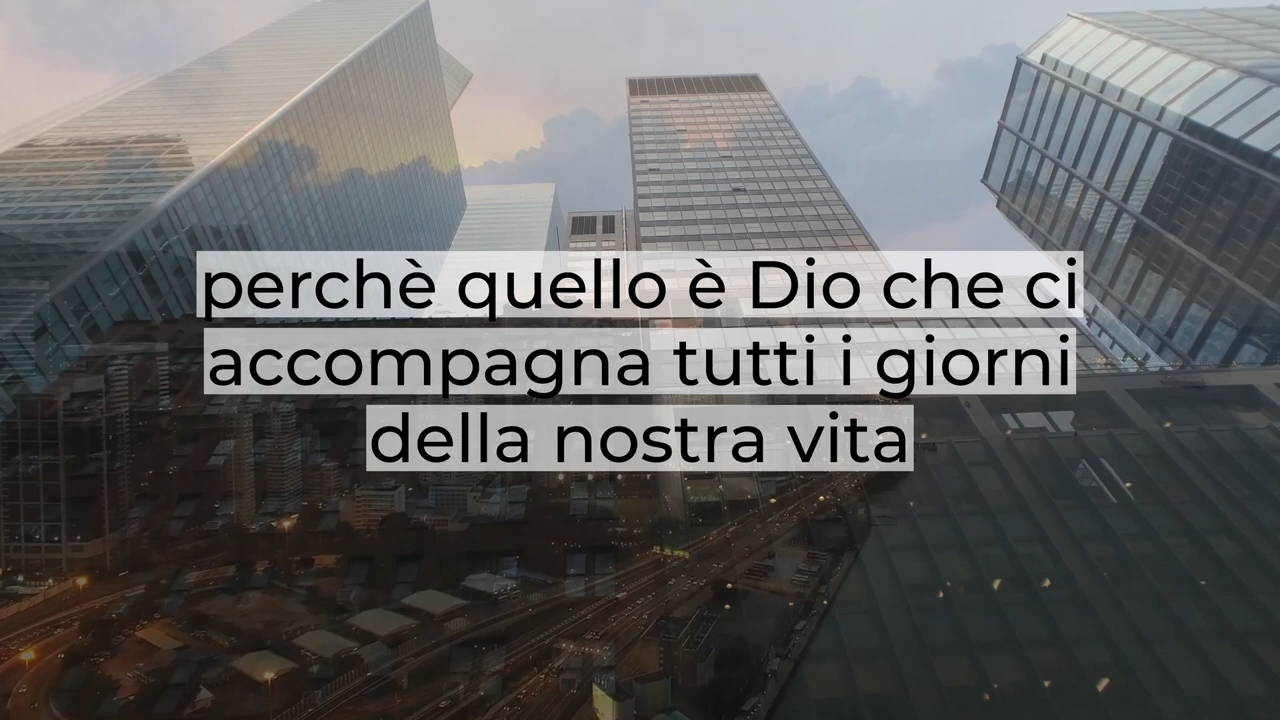 perchè quello è Dio che ci
accompagna tutti i giorni
della nostra vita